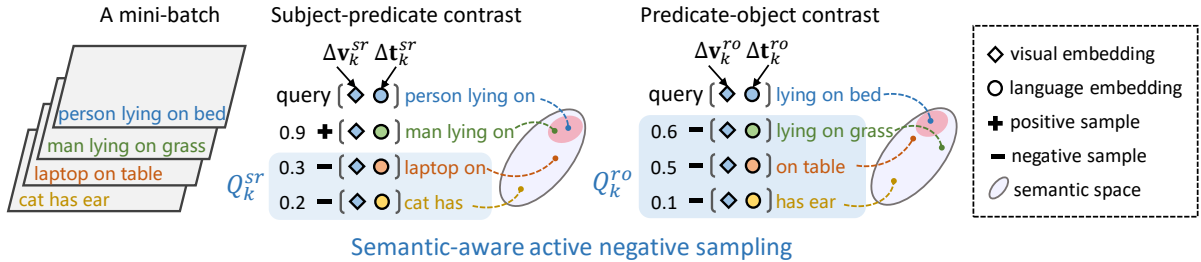 A mini-batch
person lying on bed
man lying on grass
laptop on table
cat has ear
Subject-predicate contrast
Δv_k^{sr} Δt_k^{sr}
query [ ] person lying on
0.9 + [ ] man lying on
0.3 - [ ] laptop on
0.2 - [ ] cat has
Q_k^{sr}
Predicate-object contrast
Δv_k^{ro} Δt_k^{ro}
query [ ] lying on bed
0.6 - [ ] lying on grass
0.5 - [ ] on table
0.1 - [ ] has ear
Q_k^{ro}
Semantic-aware active negative sampling
visual embedding
language embedding
+ positive sample
- negative sample
semantic space